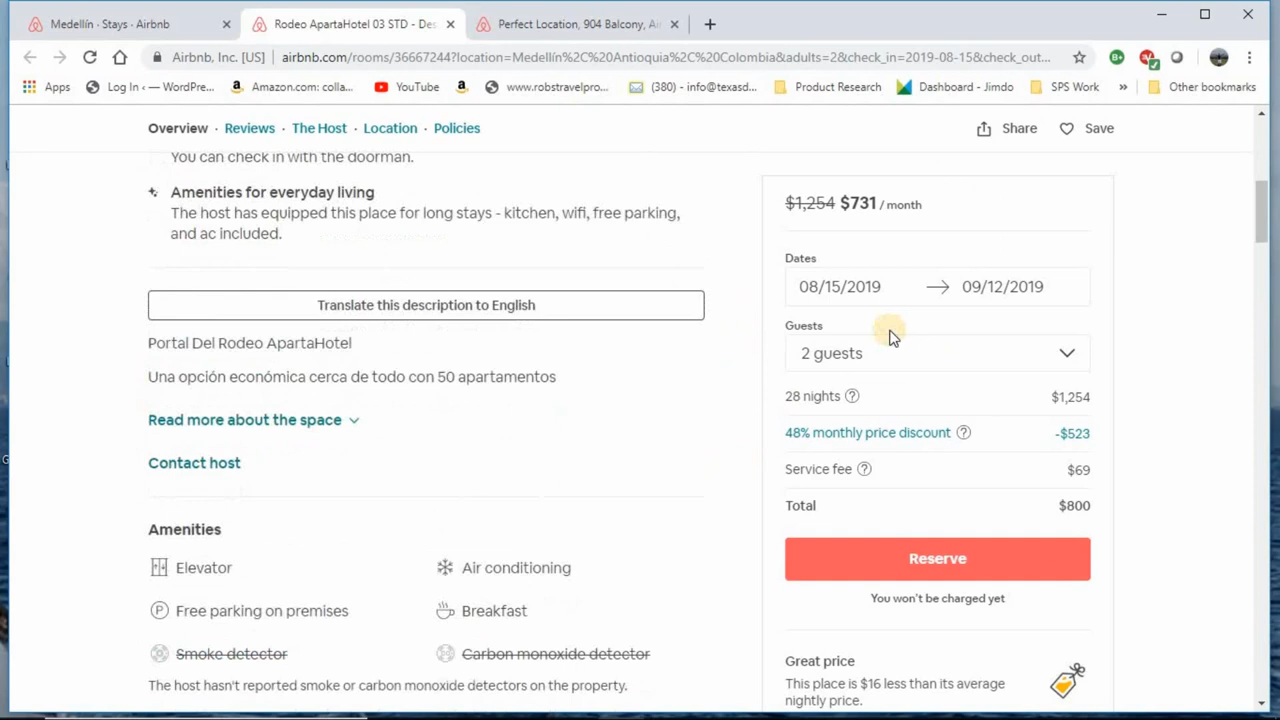 Medellín · Stays · Airbnb
Rodeo ApartaHotel 03 STD - Des
Perfect Location, 904 Balcony, Ai
Airbnb, Inc. [US] | airbnb.com/rooms/36667244?location=Medellín%2C%20Antioquia%2C%20Colombia&adults=2&check_in=2019-08-15&check_out...
Apps Log In ‹ — WordPre... Amazon.com: colla... YouTube www.robstravelpro... (380) - info@texasd... Product Research Dashboard - Jimdo SPS Work » Other bookmarks
Overview · Reviews · The Host · Location · Policies
Share Save
You can check in with the doorman.
Amenities for everyday living
The host has equipped this place for long stays - kitchen, wifi, free parking,
and ac included.
Translate this description to English
Portal Del Rodeo ApartaHotel
Una opción económica cerca de todo con 50 apartamentos
Read more about the space
Contact host
Amenities
Elevator Air conditioning
Free parking on premises Breakfast
Smoke detector Carbon monoxide detector
The host hasn't reported smoke or carbon monoxide detectors on the property.
$1,254 $731 / month
Dates
08/15/2019 → 09/12/2019
Guests
2 guests
28 nights $1,254
48% monthly price discount -$523
Service fee $69
Total $800
Reserve
You won't be charged yet
Great price
This place is $16 less than its average
nightly price.